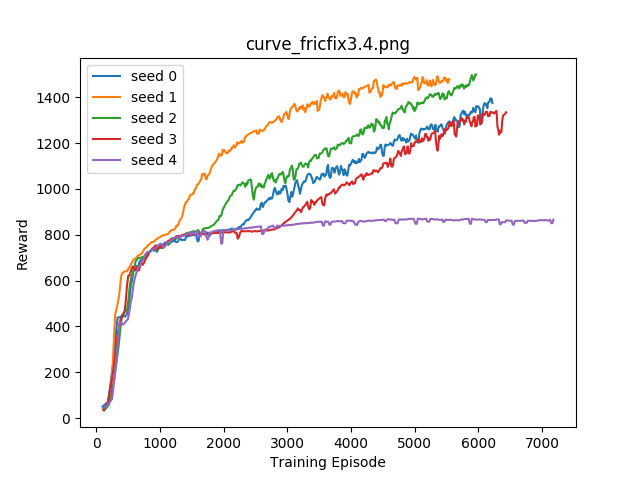 curve_fricfix3.4.png
seed 0
seed 1
seed 2
seed 3
seed 4
Reward
1400
1200
1000
800
600
400
200
0
0 1000 2000 3000 4000 5000 6000 7000
Training Episode